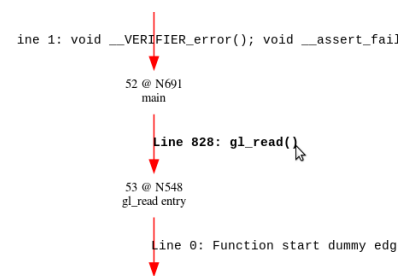 ine 1: void __VERIFIER_error(); void __assert_fail
52 @ N691
main
Line 828: gl_read()
53 @ N548
gl_read entry
Line 0: Function start dummy edg